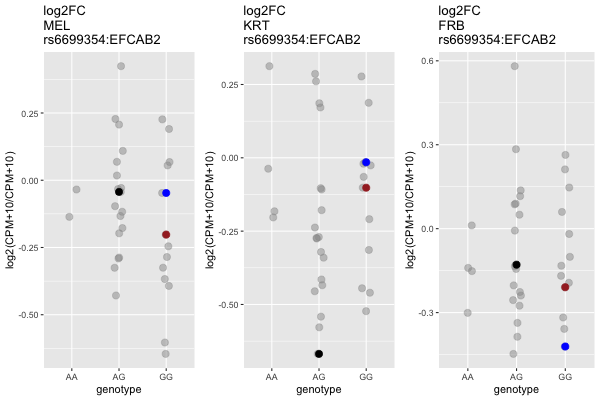 log2FC
MEL
rs6699354:EFCAB2
log2(CPM+10/CPM+10)
0.25
0.00
-0.25
-0.50
AA AG GG
genotype
log2FC
KRT
rs6699354:EFCAB2
log2(CPM+10/CPM+10)
0.25
0.00
-0.25
-0.50
AA AG GG
genotype
log2FC
FRB
rs6699354:EFCAB2
log2(CPM+10/CPM+10)
0.6
0.3
0.0
-0.3
AA AG GG
genotype